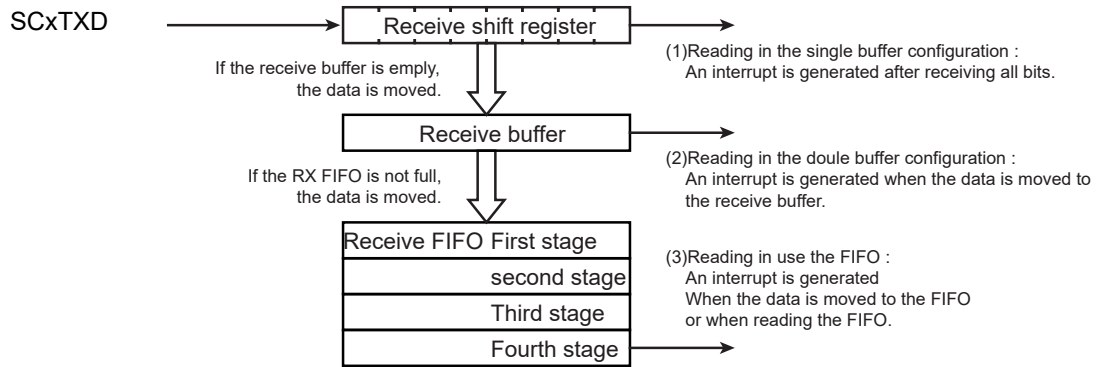 SCxTXD
Receive shift register
(1)Reading in the single buffer configuration :
An interrupt is generated after receiving all bits.
If the receive buffer is emply,
the data is moved.
Receive buffer
(2)Reading in the doule buffer configuration :
An interrupt is generated when the data is moved to
the receive buffer.
If the RX FIFO is not full,
the data is moved.
Receive FIFO First stage
second stage
Third stage
Fourth stage
(3)Reading in use the FIFO :
An interrupt is generated
When the data is moved to the FIFO
or when reading the FIFO.